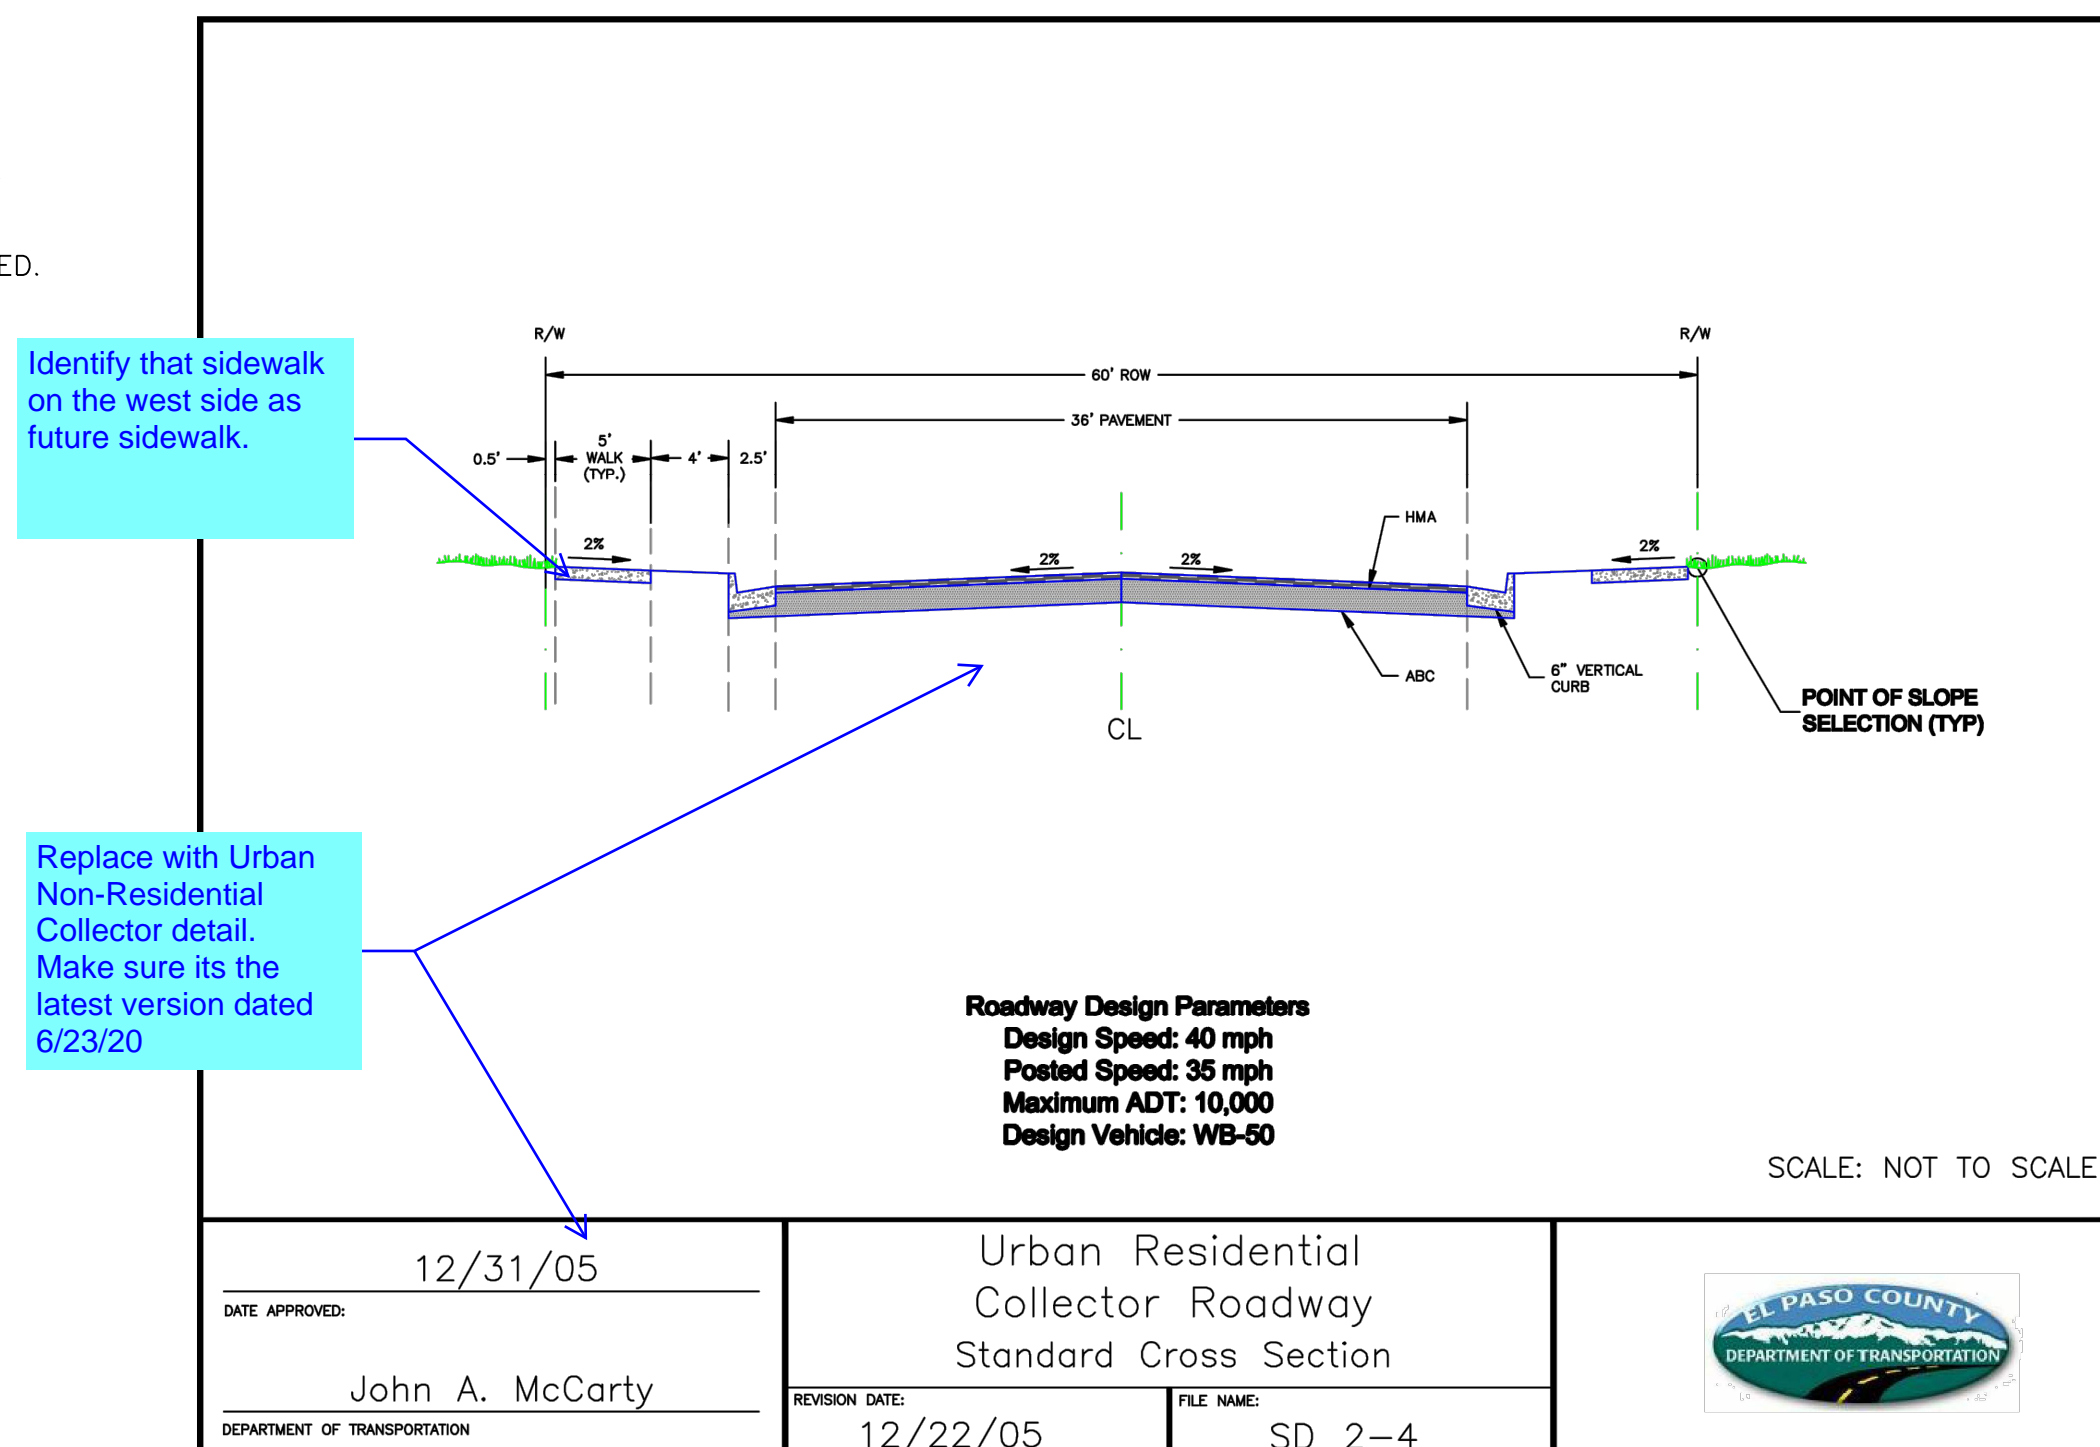 ED.
Identify that sidewalk
on the west side as
future sidewalk.
R/W
R/W
60' ROW
36' PAVEMENT
0.5'
5'
WALK
(TYP.)
4'
2.5'
HMA
2%
2%
2%
2%
ABC
6" VERTICAL
CURB
POINT OF SLOPE
SELECTION (TYP)
CL
Replace with Urban
Non-Residential
Collector detail.
Make sure its the
latest version dated
6/23/20
Roadway Design Parameters
Design Speed: 40 mph
Posted Speed: 35 mph
Maximum ADT: 10,000
Design Vehicle: WB-50
SCALE: NOT TO SCALE
12/31/05
DATE APPROVED:
John A. McCarty
DEPARTMENT OF TRANSPORTATION
Urban Residential
Collector Roadway
Standard Cross Section
REVISION DATE:
12/22/05
FILE NAME:
SD 2-4
EL PASO COUNTY
DEPARTMENT OF TRANSPORTATION